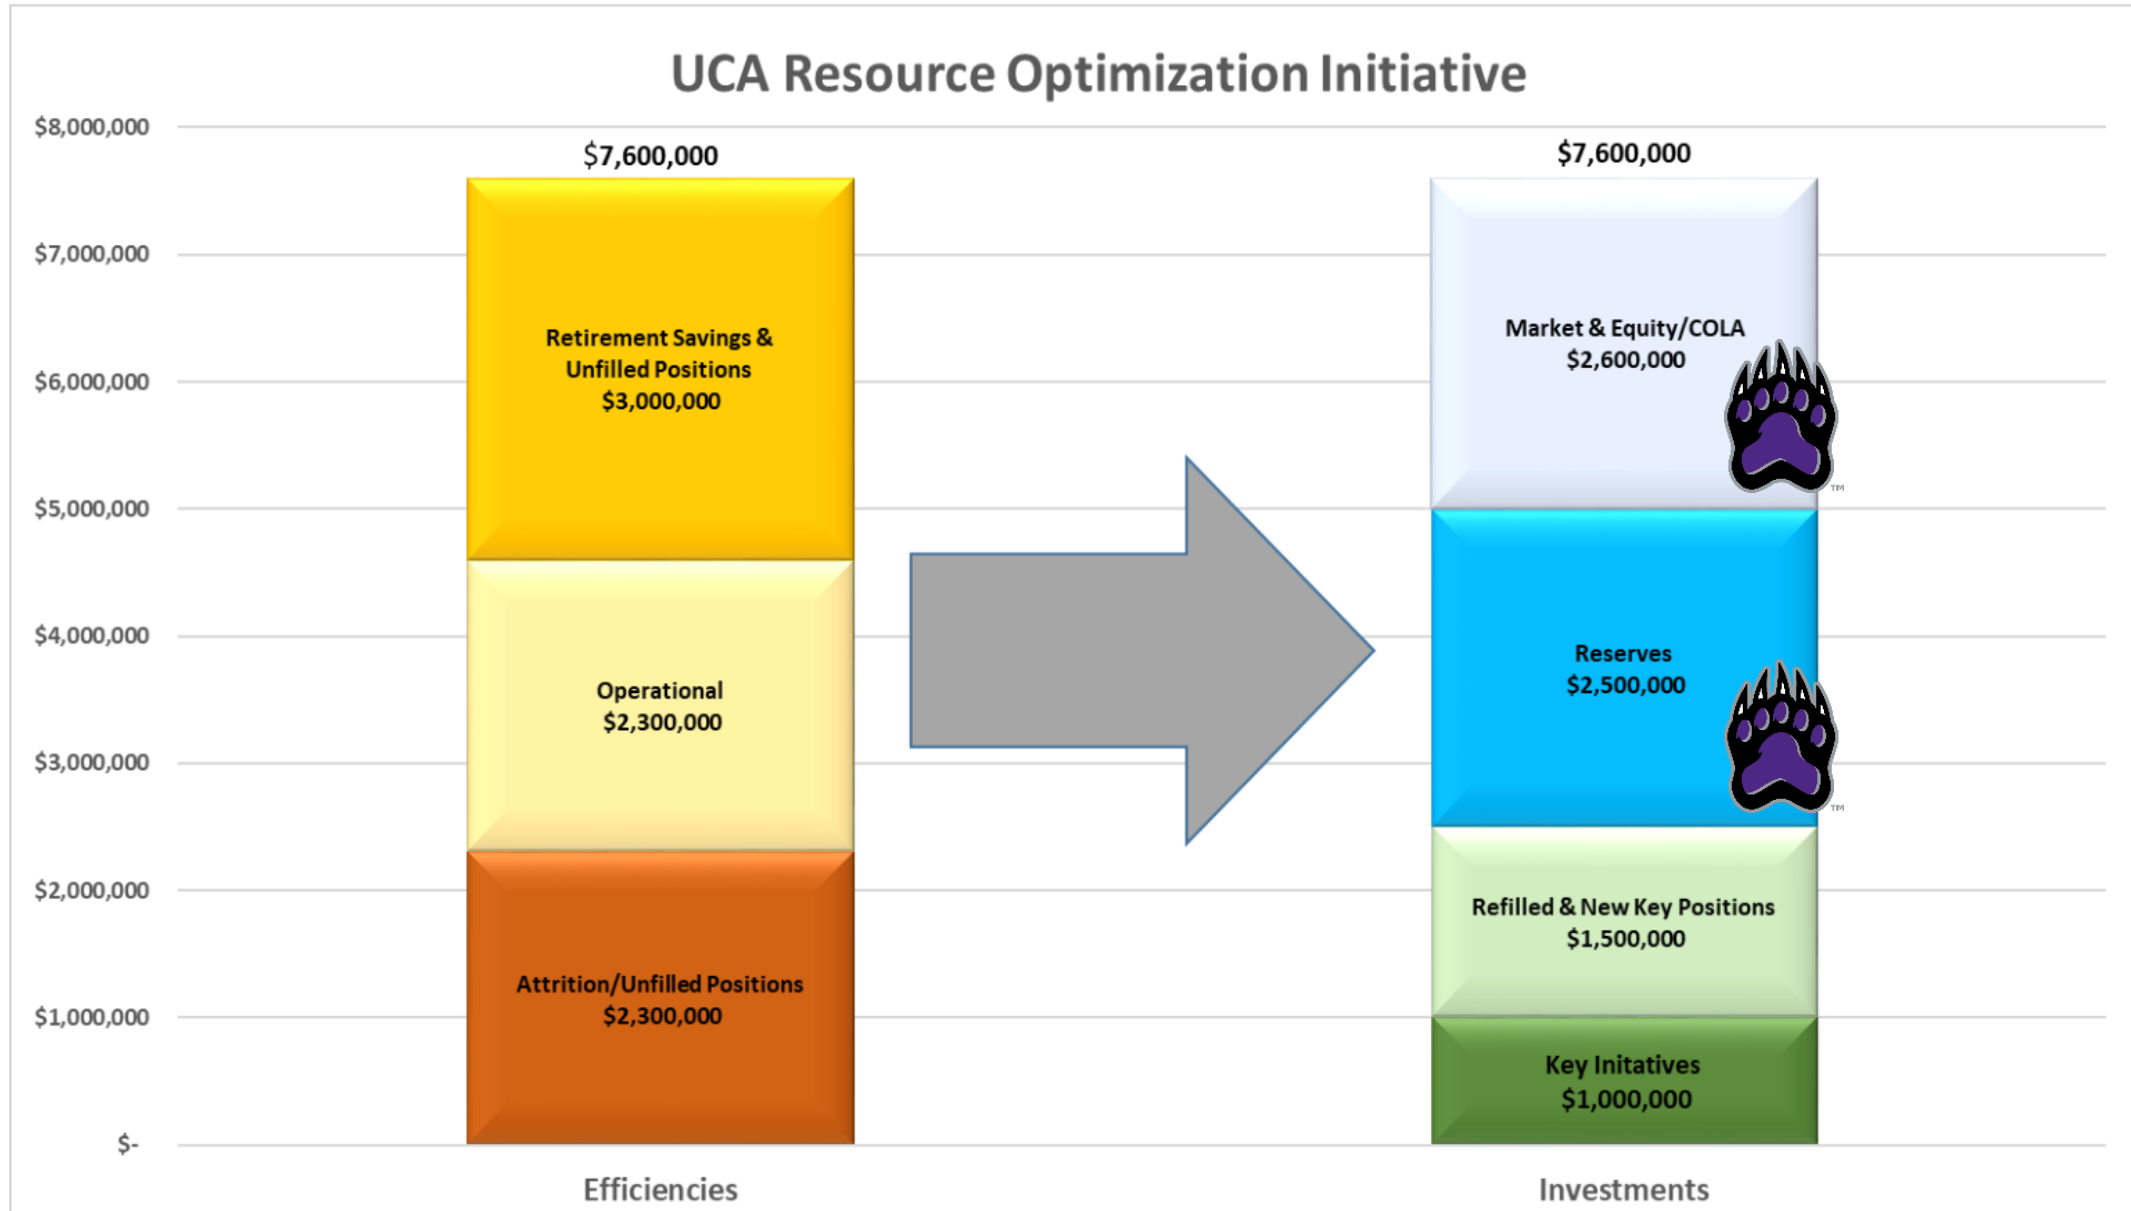 UCA Resource Optimization Initiative
$8,000,000
$7,000,000
$6,000,000
$5,000,000
$4,000,000
$3,000,000
$2,000,000
$1,000,000
$-
$7,600,000
Retirement Savings &
Unfilled Positions
$3,000,000
Operational
$2,300,000
Attrition/Unfilled Positions
$2,300,000
Efficiencies
$7,600,000
Market & Equity/COLA
$2,600,000
TM
Reserves
$2,500,000
TM
Refilled & New Key Positions
$1,500,000
Key Initatives
$1,000,000
Investments